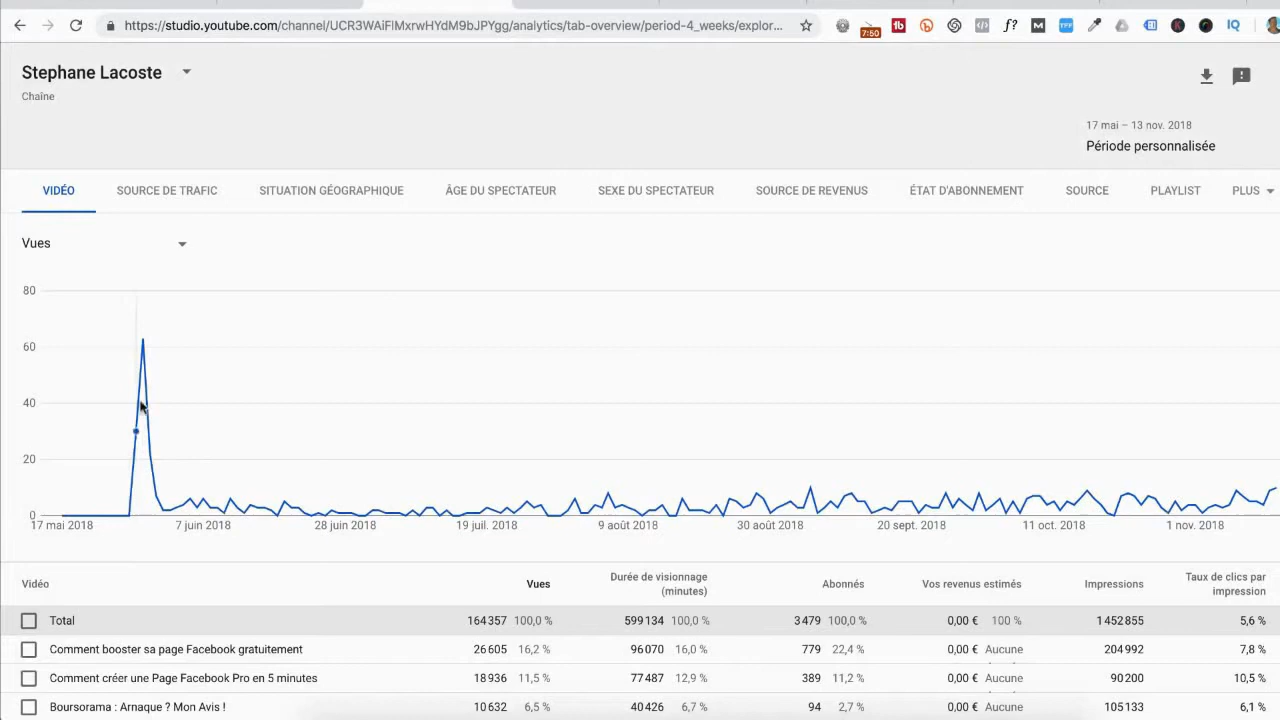 https://studio.youtube.com/channel/UCR3WAiFlMxrwHYdM9bJPYgg/analytics/tab-overview/period-4_weeks/explor...
7:50
Stephane Lacoste
Chaîne
17 mai – 13 nov. 2018
Période personnalisée
VIDÉO SOURCE DE TRAFIC SITUATION GÉOGRAPHIQUE ÂGE DU SPECTATEUR SEXE DU SPECTATEUR SOURCE DE REVENUS ÉTAT D'ABONNEMENT SOURCE PLAYLIST PLUS
Vues
80
60
40
20
0
17 mai 2018 7 juin 2018 28 juin 2018 19 juil. 2018 9 août 2018 30 août 2018 20 sept. 2018 11 oct. 2018 1 nov. 2018
Vidéo Vues Durée de visionnage (minutes) Abonnés Vos revenus estimés Impressions Taux de clics par impression
Total 164 357 100,0 % 599 134 100,0 % 3 479 100,0 % 0,00 € 100 % 1 452 855 5,6 %
Comment booster sa page Facebook gratuitement 26 605 16,2 % 96 070 16,0 % 779 22,4 % 0,00 € Aucune 204 992 7,8 %
Comment créer une Page Facebook Pro en 5 minutes 18 936 11,5 % 77 487 12,9 % 389 11,2 % 0,00 € Aucune 90 200 10,5 %
Boursorama : Arnaque ? Mon Avis ! 10 632 6,5 % 40 426 6,7 % 94 2,7 % 0,00 € Aucune 105 133 6,1 %